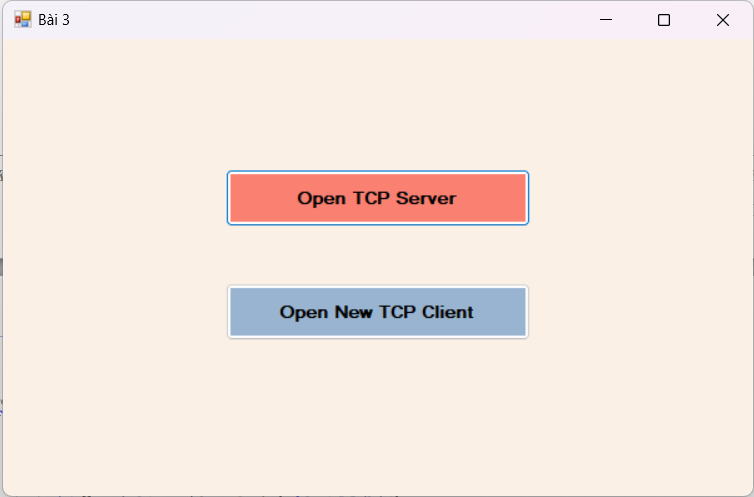 Bài 3
Open TCP Server
Open New TCP Client